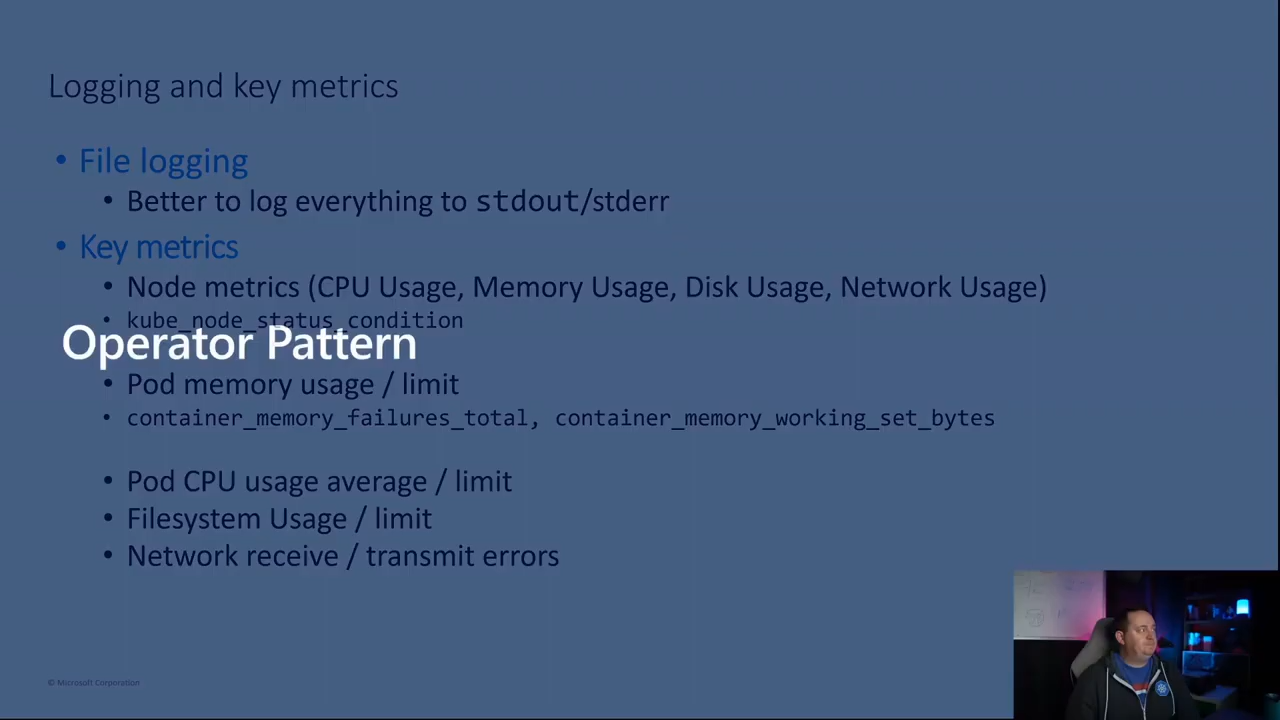 Logging and key metrics
• File logging
• Better to log everything to stdout/stderr
• Key metrics
• Node metrics (CPU Usage, Memory Usage, Disk Usage, Network Usage)
• kube_node_status_condition
Operator Pattern
• Pod memory usage / limit
• container_memory_failures_total, container_memory_working_set_bytes
• Pod CPU usage average / limit
• Filesystem Usage / limit
• Network receive / transmit errors
© Microsoft Corporation